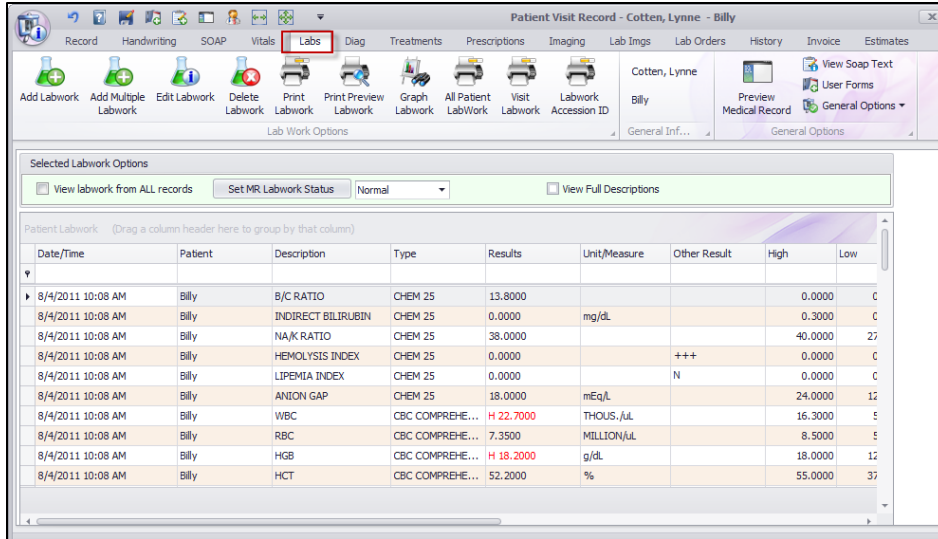 Patient Visit Record - Cotten, Lynne - Billy
Record Handwriting SOAP Vitals Labs Diag Treatments Prescriptions Imaging Lab Imgs Lab Orders History Invoice Estimates
Add Labwork
Add Multiple Labwork
Edit Labwork
Delete Labwork
Print Labwork
Print Preview Labwork
Graph Labwork
All Patient LabWork
Visit Labwork
Labwork Accession ID
Lab Work Options
Cotten, Lynne
Billy
General Inf...
Preview Medical Record
View Soap Text
User Forms
General Options
General Options
Selected Labwork Options
View labwork from ALL records Set MR Labwork Status Normal View Full Descriptions
Patient Labwork (Drag a column header here to group by that column)
Date/Time Patient Description Type Results Unit/Measure Other Result High Low
8/4/2011 10:08 AM Billy B/C RATIO CHEM 25 13.8000 0.0000
8/4/2011 10:08 AM Billy INDIRECT BILIRUBIN CHEM 25 0.0000 mg/dL 0.3000
8/4/2011 10:08 AM Billy NA/K RATIO CHEM 25 38.0000 40.0000 27
8/4/2011 10:08 AM Billy HEMOLYSIS INDEX CHEM 25 0.0000 +++ 0.0000
8/4/2011 10:08 AM Billy LIPEMIA INDEX CHEM 25 0.0000 N 0.0000
8/4/2011 10:08 AM Billy ANION GAP CHEM 25 18.0000 mEq/L 24.0000 12
8/4/2011 10:08 AM Billy WBC CBC COMPREHE... H 22.7000 THOUS./uL 16.3000 5
8/4/2011 10:08 AM Billy RBC CBC COMPREHE... 7.3500 MILLION/uL 8.5000 5
8/4/2011 10:08 AM Billy HGB CBC COMPREHE... H 18.2000 g/dL 18.0000 12
8/4/2011 10:08 AM Billy HCT CBC COMPREHE... 52.2000 % 55.0000 37